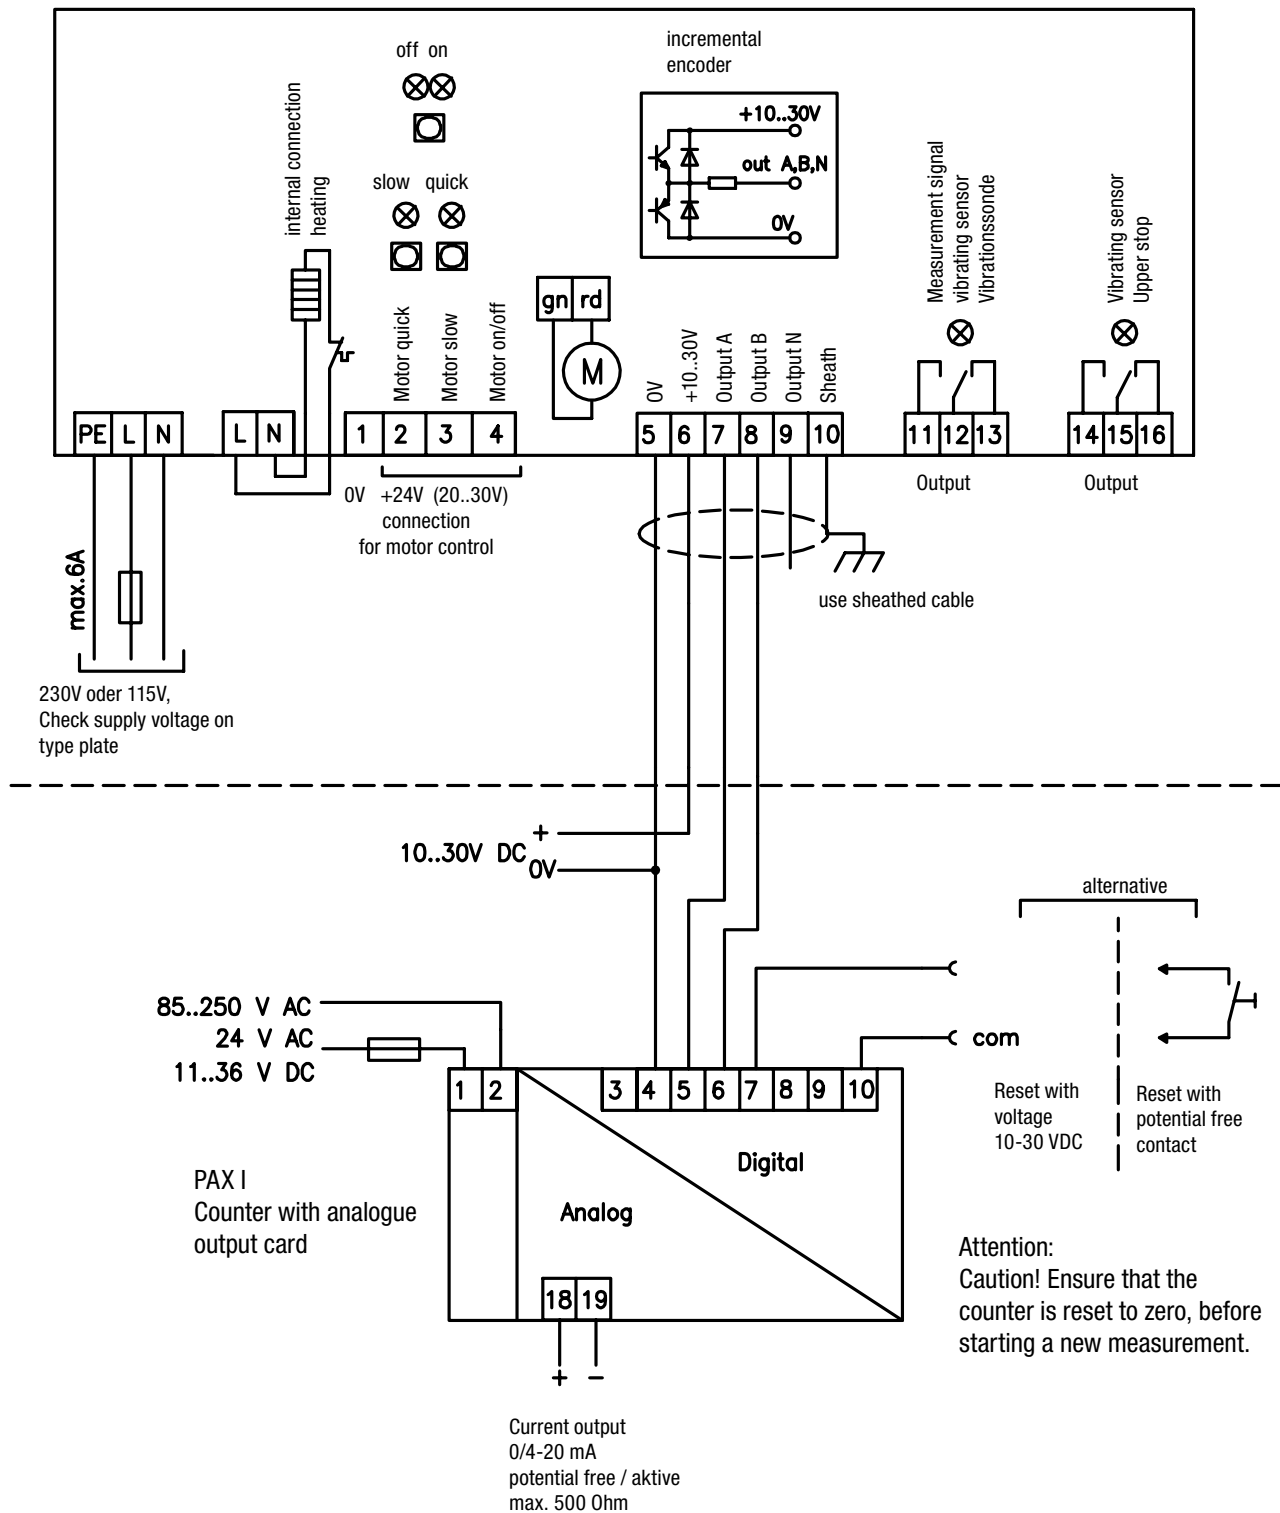 off on
incremental
encoder
+10..30V
out A,B,N
0V
internal connection
heating
slow quick
Measurement signal
vibrating sensor
Vibrationssonde
Vibrating sensor
Upper stop
gn rd
M
Motor quick
Motor slow
Motor on/off
0V
+10..30V
Output A
Output B
Output N
Sheath
PE L N
L N
1 2 3 4
5 6 7 8 9 10
11 12 13
14 15 16
0V +24V (20..30V)
connection
for motor control
Output
Output
max.6A
use sheathed cable
230V oder 115V,
Check supply voltage on
type plate
+
10..30V DC
0V
alternative
85..250 V AC
24 V AC
11..36 V DC
com
1 2
3 4 5 6 7 8 9 10
Reset with
voltage
10-30 VDC
Reset with
potential free
contact
Digital
PAX I
Counter with analogue
output card
Analog
Attention:
Caution! Ensure that the
counter is reset to zero, before
starting a new measurement.
18 19
+ −
Current output
0/4-20 mA
potential free / aktive
max. 500 Ohm